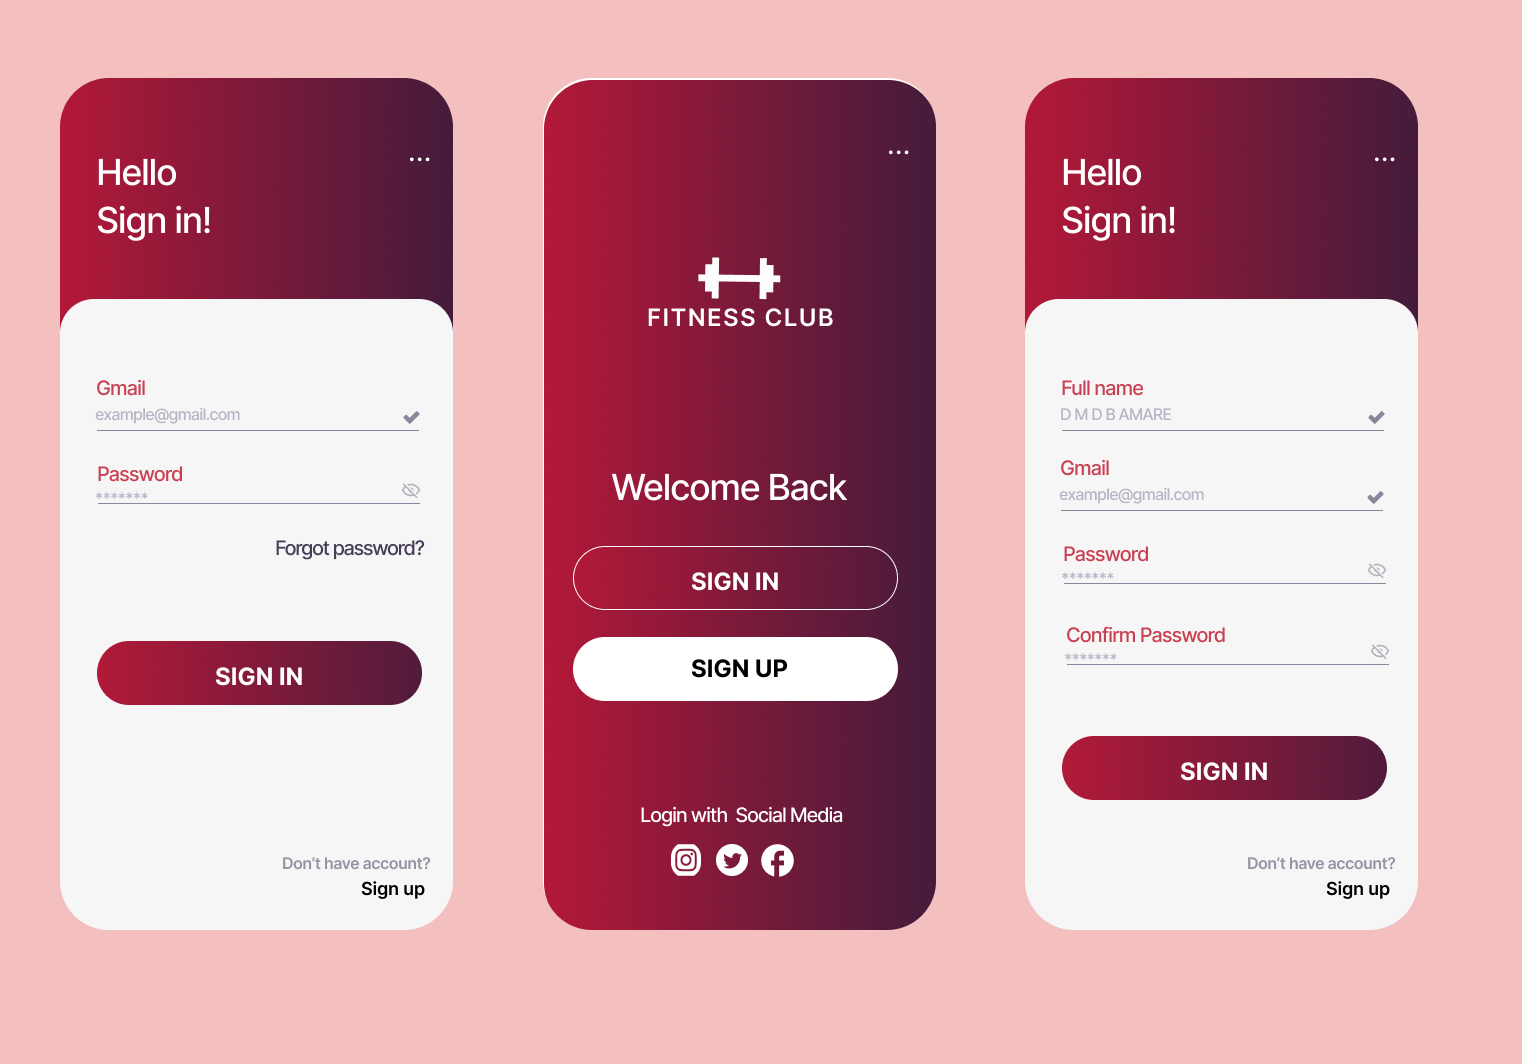 Hello
Sign in!
Gmail
example@gmail.com
Password
*******
Forgot password?
SIGN IN
Don't have account?
Sign up
FITNESS CLUB
Welcome Back
SIGN IN
SIGN UP
Login with  Social Media
Hello
Sign in!
Full name
D M D B AMARE
Gmail
example@gmail.com
Password
*******
Confirm Password
*******
SIGN IN
Don't have account?
Sign up